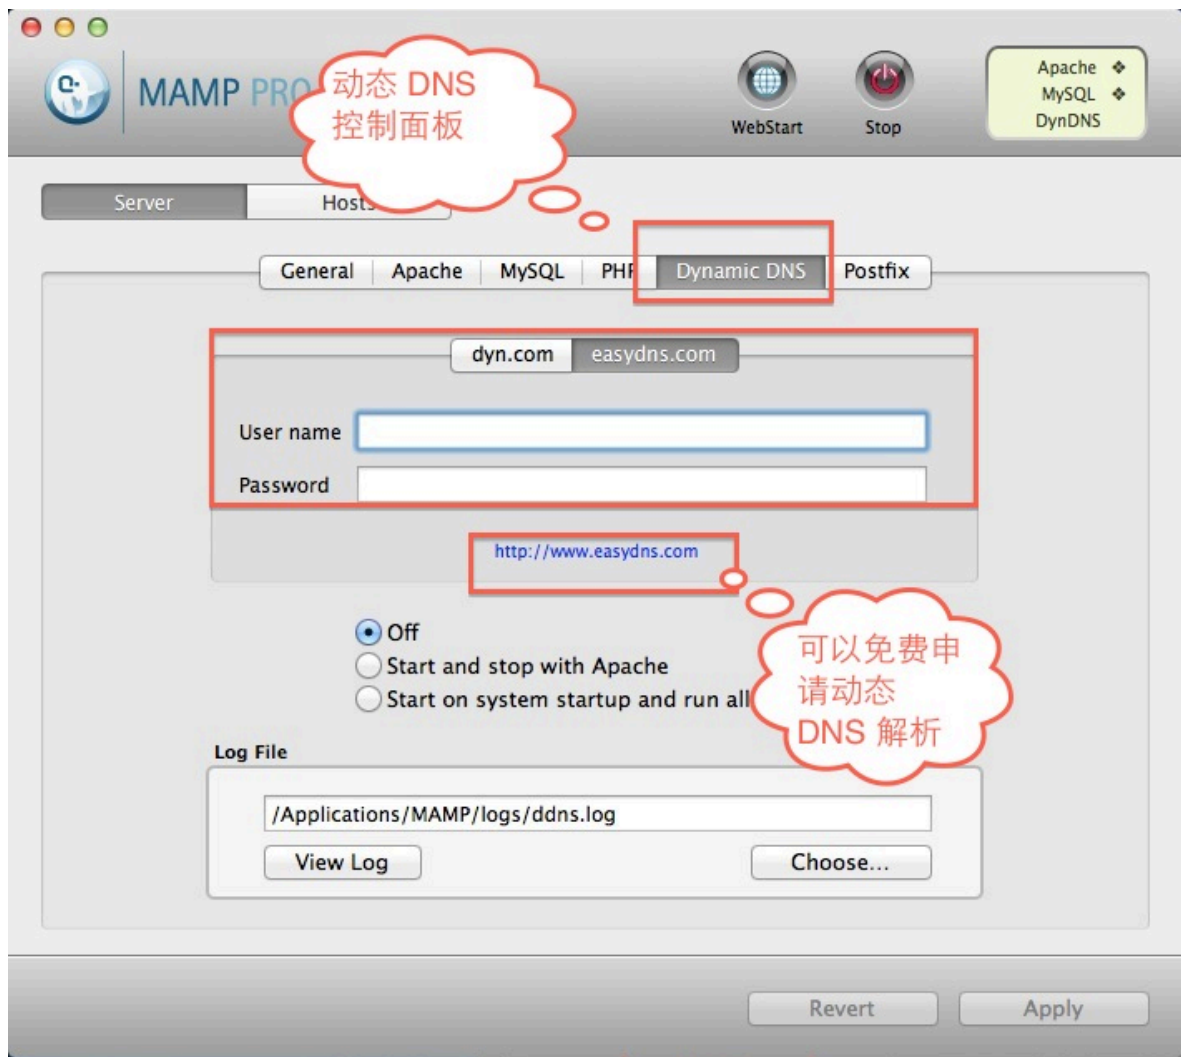 MAMP PRO
动态 DNS
控制面板
WebStart
Stop
Apache
MySQL
DynDNS
Server
Hosts
General
Apache
MySQL
PHP
Dynamic DNS
Postfix
dyn.com
easydns.com
User name
Password
http://www.easydns.com
Off
Start and stop with Apache
Start on system startup and run all
可以免费申
请动态
DNS 解析
Log File
/Applications/MAMP/logs/ddns.log
View Log
Choose...
Revert
Apply